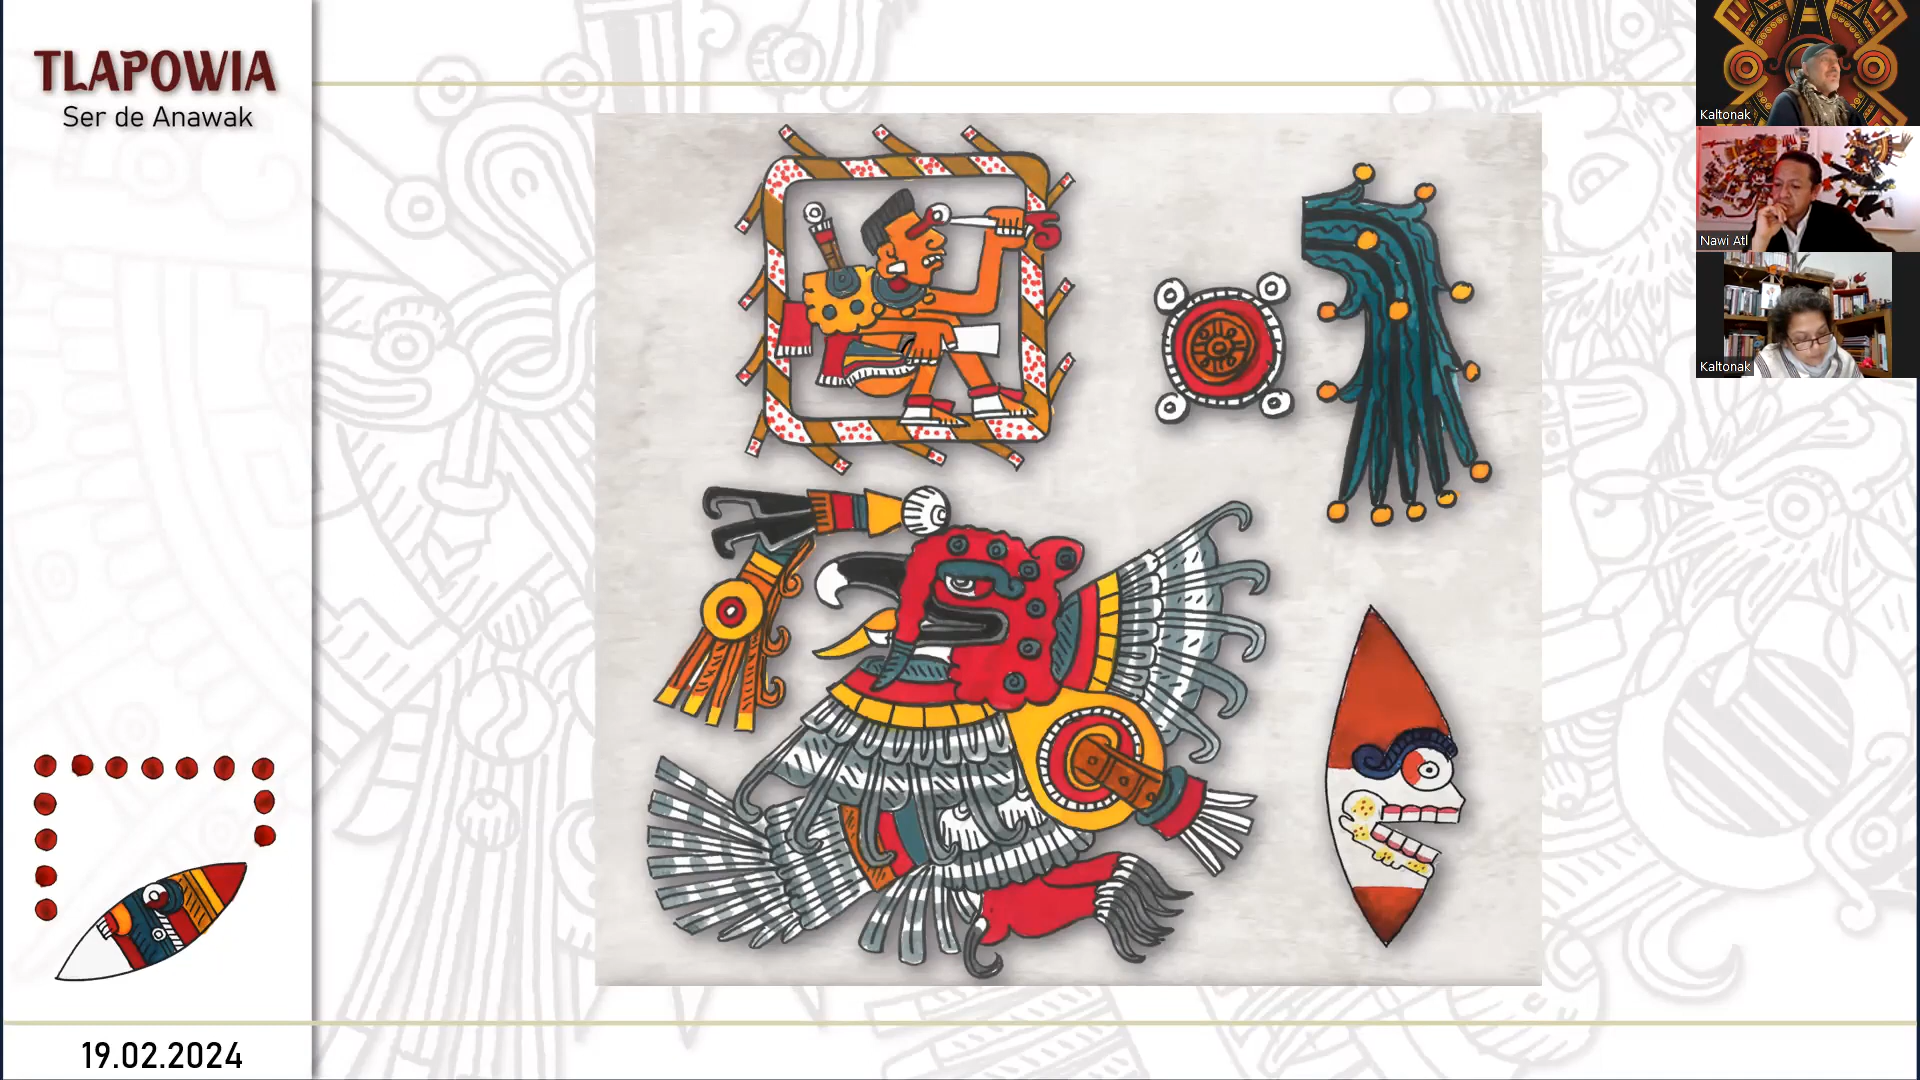 TLAPOWIA
Ser de Anawak
Kaltonak
Nawi Atl
Kaltonak
19.02.2024